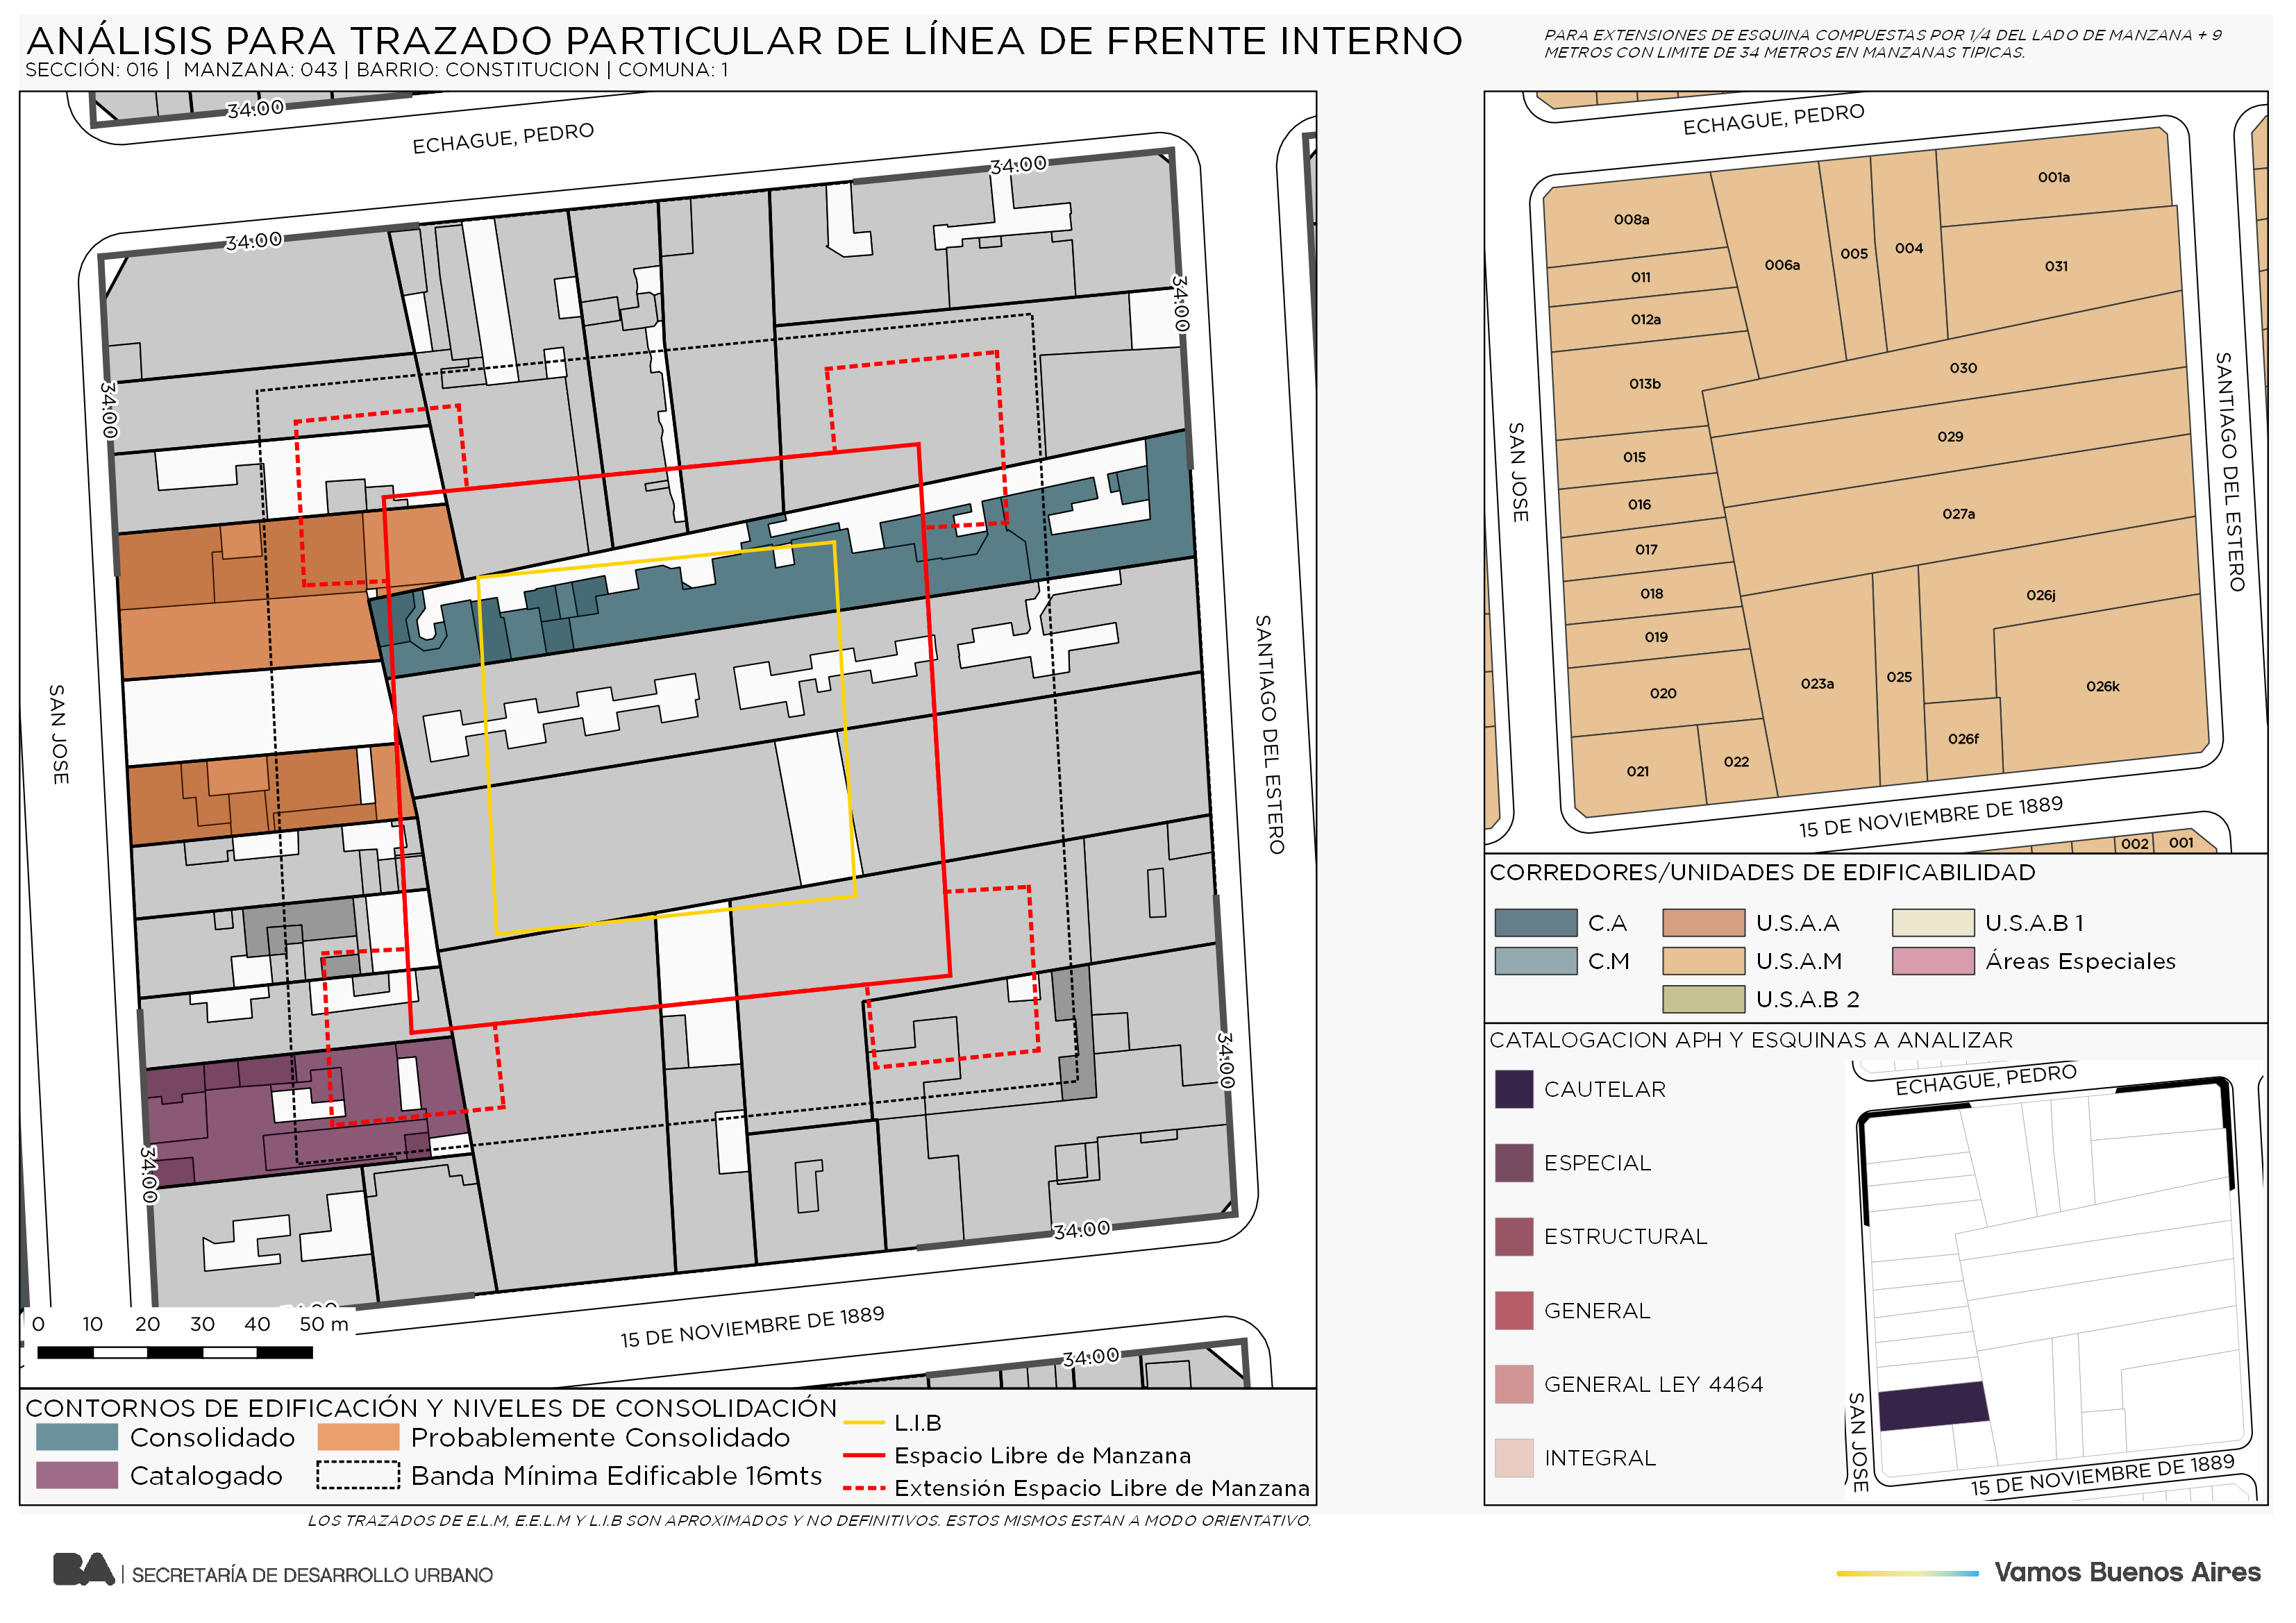 ANÁLISIS PARA TRAZADO PARTICULAR DE LÍNEA DE FRENTE INTERNO
SECCIÓN: 016 | MANZANA: 043 | BARRIO: CONSTITUCION | COMUNA: 1
PARA EXTENSIONES DE ESQUINA COMPUESTAS POR 1/4 DEL LADO DE MANZANA + 9
METROS CON LIMITE DE 34 METROS EN MANZANAS TIPICAS.
34.00
ECHAGUE, PEDRO
34.00
34.00
34.00
34.00
SAN JOSE
SANTIAGO DEL ESTERO
34.00
34.00
34.00
34.00
15 DE NOVIEMBRE DE 1889
34.00
0 10 20 30 40 50 m
CONTORNOS DE EDIFICACIÓN Y NIVELES DE CONSOLIDACIÓN
Consolidado
Probablemente Consolidado
Catalogado
Banda Mínima Edificable 16mts
L.I.B
Espacio Libre de Manzana
Extensión Espacio Libre de Manzana
LOS TRAZADOS DE E.L.M, E.E.L.M Y L.I.B SON APROXIMADOS Y NO DEFINITIVOS. ESTOS MISMOS ESTAN A MODO ORIENTATIVO.
ECHAGUE, PEDRO
001a
008a
004
005
006a
031
011
012a
030
013b
029
015
016
027a
017
018
026j
019
020
023a
025
026k
026f
022
021
SAN JOSE
SANTIAGO DEL ESTERO
15 DE NOVIEMBRE DE 1889
002 001
CORREDORES/UNIDADES DE EDIFICABILIDAD
C.A
U.S.A.A
U.S.A.B 1
C.M
U.S.A.M
Áreas Especiales
U.S.A.B 2
CATALOGACION APH Y ESQUINAS A ANALIZAR
CAUTELAR
ESPECIAL
ESTRUCTURAL
GENERAL
GENERAL LEY 4464
INTEGRAL
ECHAGUE, PEDRO
SAN JOSE
15 DE NOVIEMBRE DE 1889
BA | SECRETARÍA DE DESARROLLO URBANO
Vamos Buenos Aires